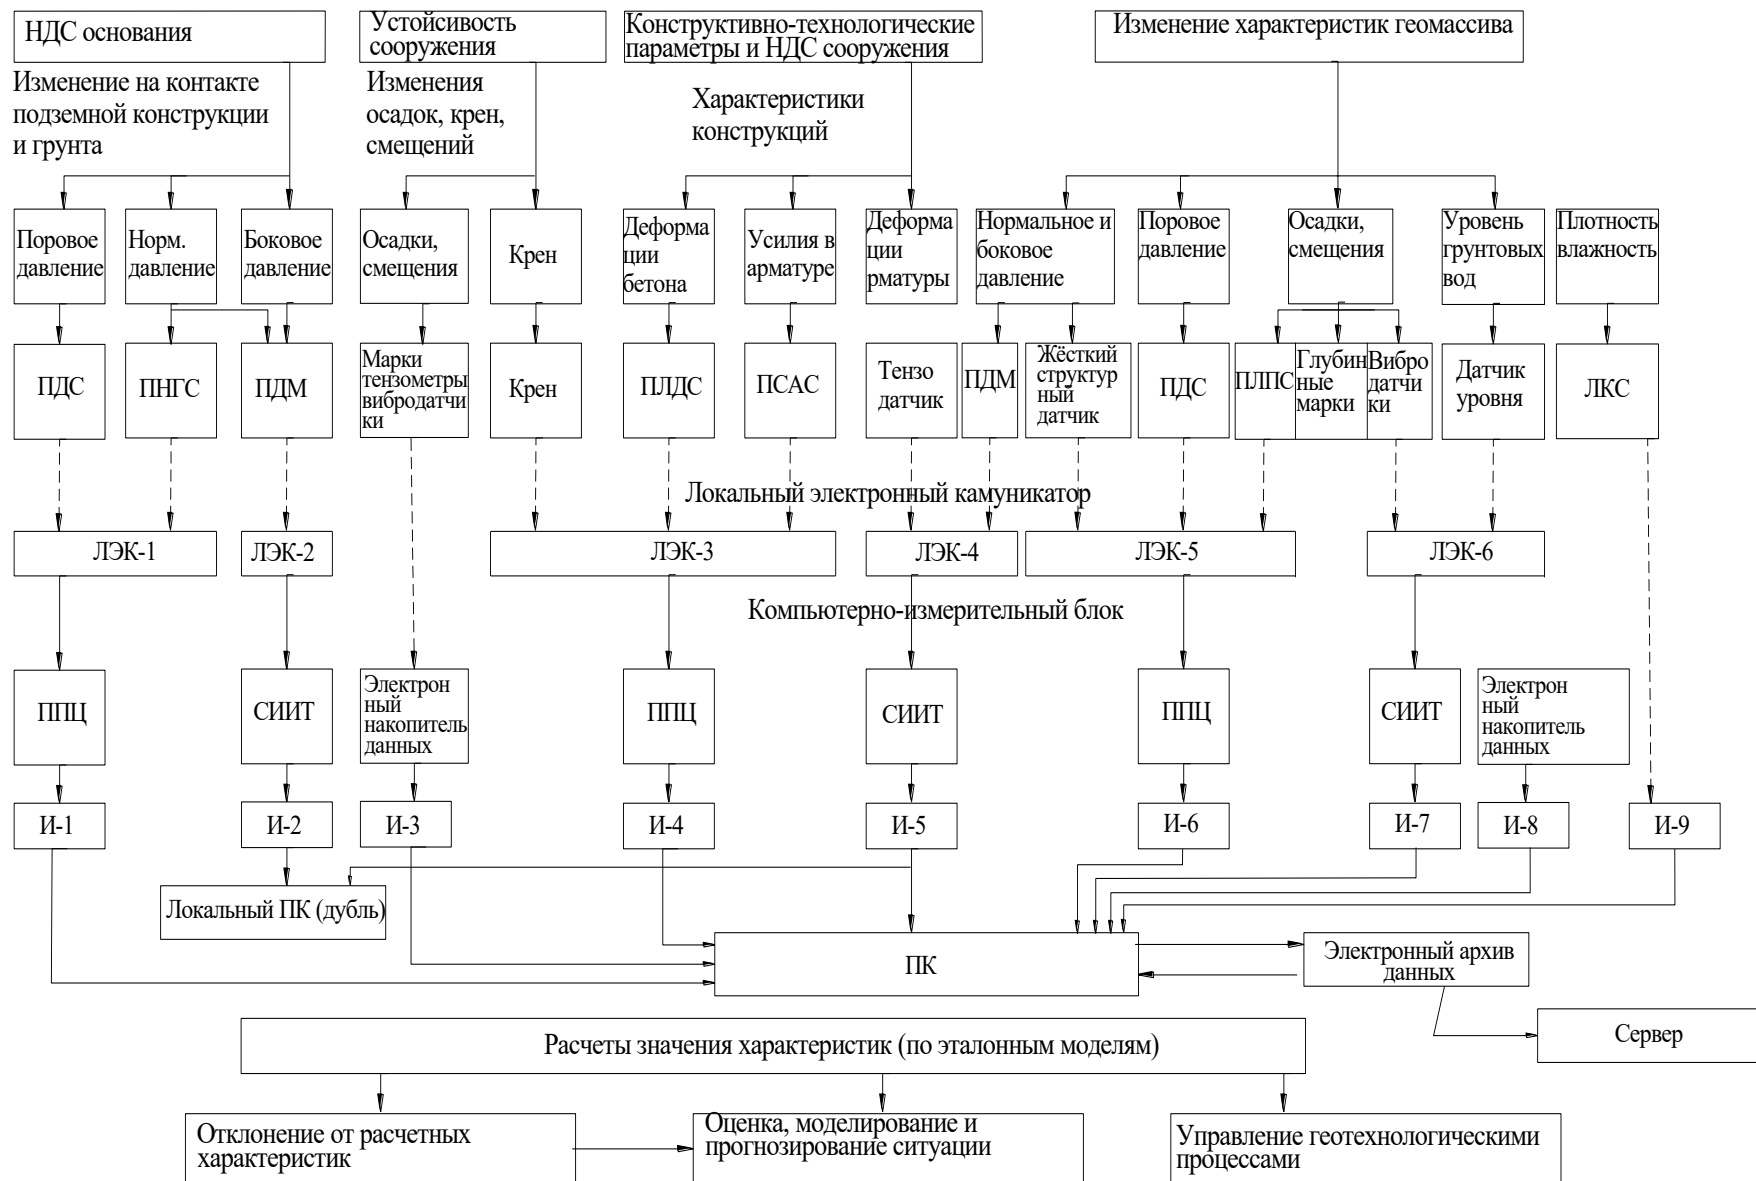 НДС основания
Устойсивость
сооружения
Конструктивно-технологические
параметры и НДС сооружения
Изменение характеристик геомассива
Изменение на контакте
подземной конструкции
и грунта
Изменения
осадок, крен,
смещений
Характеристики
конструкций
Поровое
давление
Норм.
давление
Боковое
давление
Осадки,
смещения
Крен
Деформа
ции
бетона
Усилия в
арматуре
Деформа
ции
рматуры
Нормальное и
боковое
давление
Поровое
давление
Осадки,
смещения
Уровень
грунтовых
вод
Плотность
влажность
ПДС
ПНГС
ПДМ
Марки
тензометры
вибродатчи
ки
Крен
ПЛДС
ПСАС
Тензо
датчик
ПДМ
Жёсткий
структур
ный
датчик
ПДС
ПЛПС
Глубин
ные
марки
Вибро
датчи
ки
Датчик
уровня
ЛКС
Локальный электронный камуникатор
ЛЭК-1
ЛЭК-2
ЛЭК-3
ЛЭК-4
ЛЭК-5
ЛЭК-6
Компьютерно-измерительный блок
ППЦ
СИИТ
Электрон
ный
накопитель
данных
ППЦ
СИИТ
ППЦ
СИИТ
Электрон
ный
накопитель
данных
И-1
И-2
И-3
И-4
И-5
И-6
И-7
И-8
И-9
Локальный ПК (дубль)
ПК
Электронный архив
данных
Сервер
Расчеты значения характеристик (по эталонным моделям)
Отклонение от расчетных
характеристик
Оценка, моделирование и
прогнозирование ситуации
Управление геотехнологическими
процессами